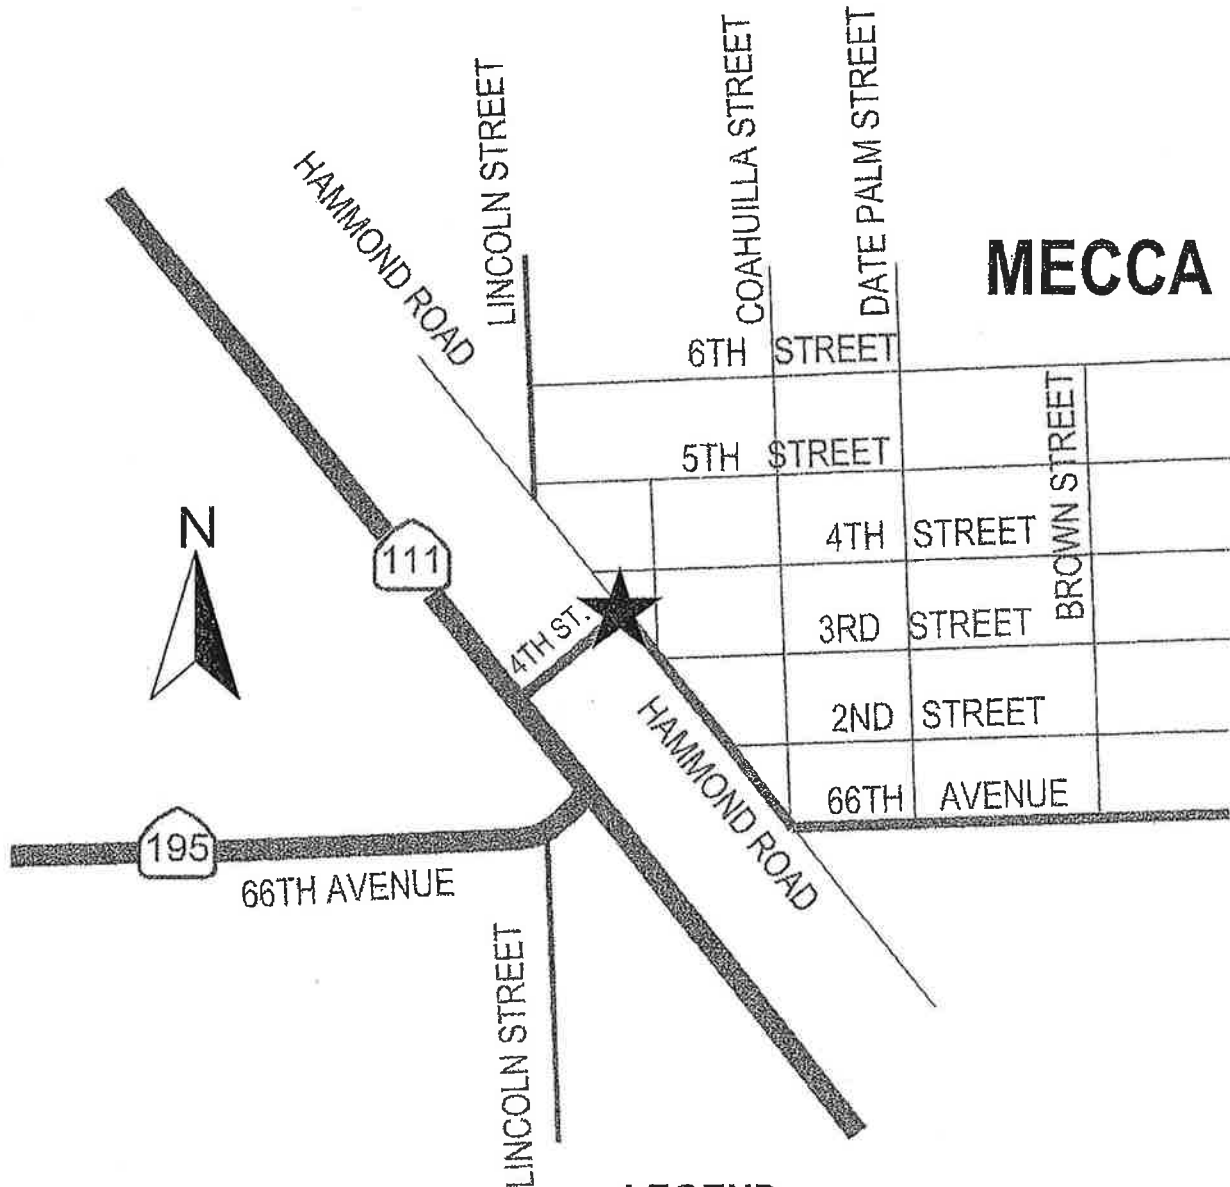 COAHUILLA STREET
DATE PALM STREET
LINCOLN STREET
HAMMOND ROAD
MECCA
6TH STREET
BROWN STREET
5TH STREET
N
111
4TH STREET
4TH ST.
3RD STREET
HAMMOND ROAD
2ND STREET
66TH AVENUE
195
66TH AVENUE
LINCOLN STREET
LEGEND